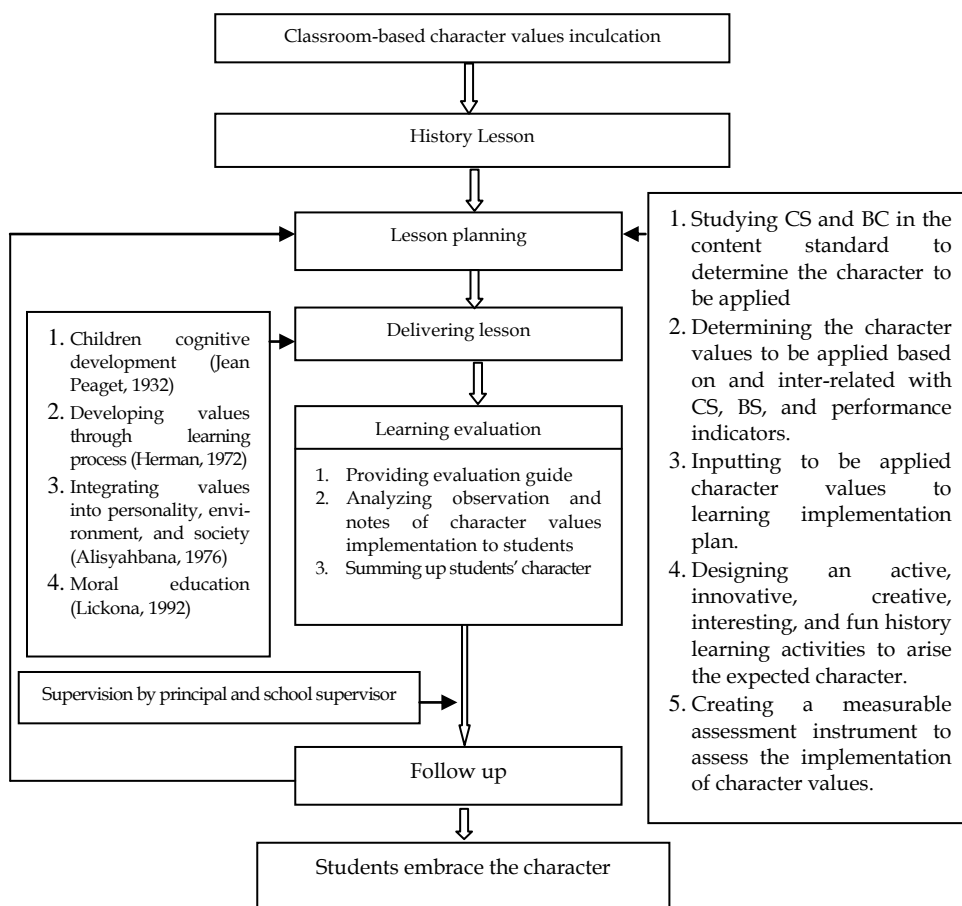 Classroom-based character values inculcation
History Lesson
Lesson planning
Delivering lesson
1. Children cognitive
development (Jean
Peaget, 1932)
2. Developing values
through learning
process (Herman, 1972)
3. Integrating values
into personality, envi-
ronment, and society
(Alisyahbana, 1976)
4. Moral education
(Lickona, 1992)
Learning evaluation
1. Providing evaluation guide
2. Analyzing observation and
notes of character values
implementation to students
3. Summing up students' character
Supervision by principal and school supervisor
Follow up
Students embrace the character
1. Studying CS and BC in the
content standard to
determine the character to
be applied
2. Determining the character
values to be applied based
on and inter-related with
CS, BS, and performance
indicators.
3. Inputting to be applied
character values to
learning implementation
plan.
4. Designing an active,
innovative, creative,
interesting, and fun history
learning activities to arise
the expected character.
5. Creating a measurable
assessment instrument to
assess the implementation
of character values.